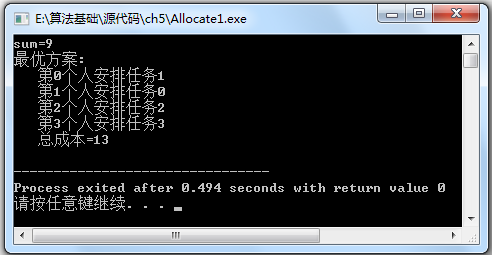 E:\算法基础\源代码\ch5\Allocate1.exe
sum=9
最优方案:
第0个人安排任务1
第1个人安排任务0
第2个人安排任务2
第3个人安排任务3
总成本=13
--------------------------------
Process exited after 0.494 seconds with return value 0
请按任意键继续. . .